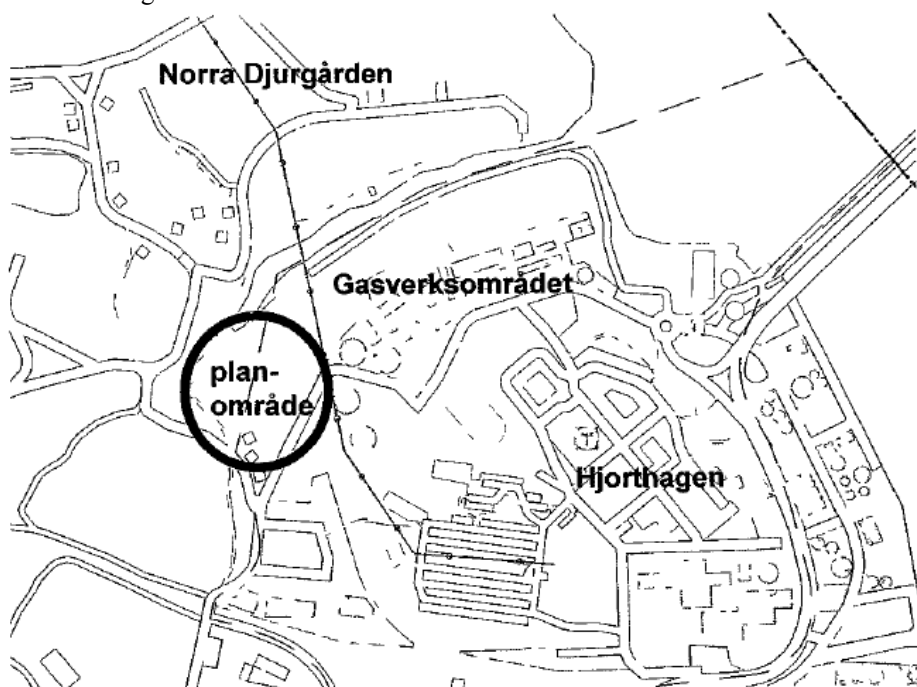 Norra Djurgården
Gasverksområdet
plan-
område
Hjorthagen